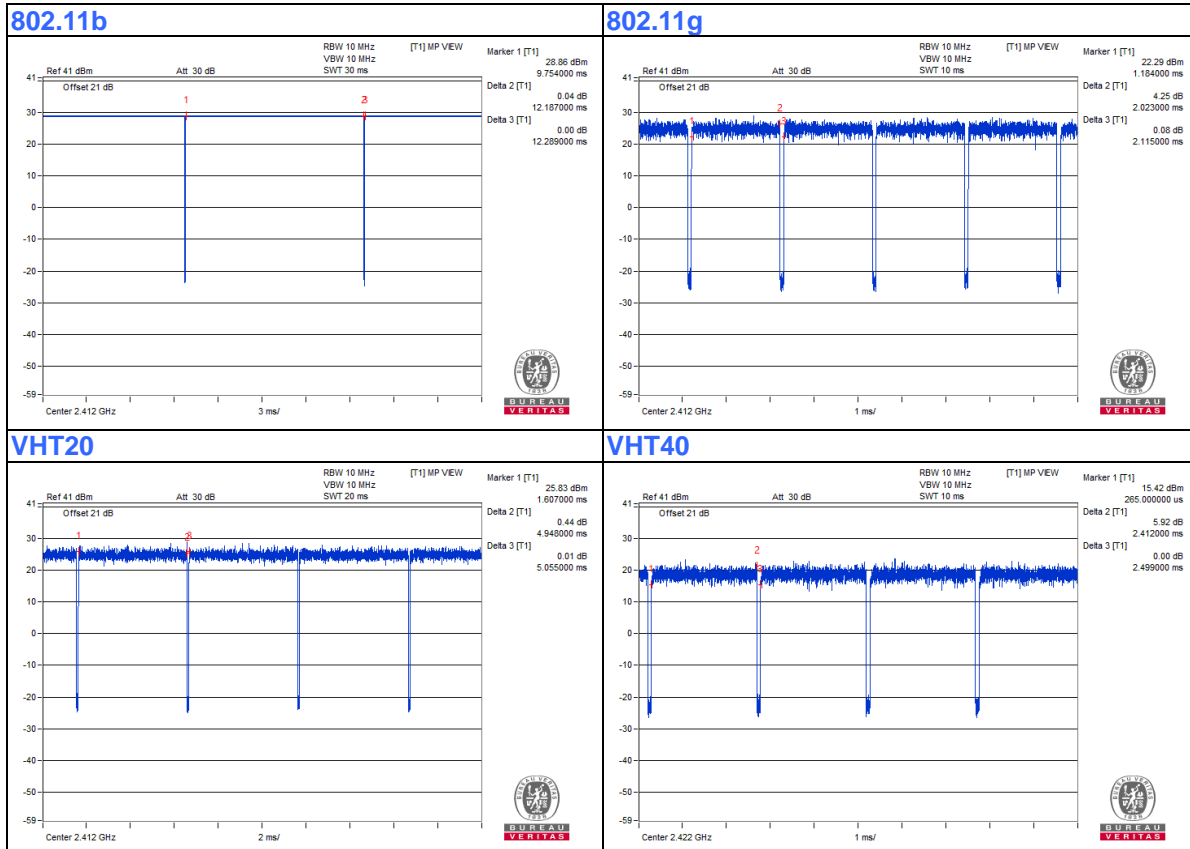 802.11b
RBW 10 MHz [T1] MP VIEW
VBW 10 MHz
Ref 41 dBm Att 30 dB SWT 30 ms
Marker 1 [T1]
28.86 dBm
9.754000 ms
Delta 2 [T1]
0.04 dB
12.187000 ms
Delta 3 [T1]
0.00 dB
12.289000 ms
41
Offset 21 dB
1 2 3
30
1
20
10
0
-10
-20
-30
-40
-50
-59
Center 2.412 GHz 3 ms/
BUREAU
VERITAS
802.11g
RBW 10 MHz [T1] MP VIEW
VBW 10 MHz
Ref 41 dBm Att 30 dB SWT 10 ms
Marker 1 [T1]
22.29 dBm
1.184000 ms
Delta 2 [T1]
4.25 dB
2.023000 ms
Delta 3 [T1]
0.08 dB
2.115000 ms
41
Offset 21 dB
2
30
1 3
20
10
0
-10
-20
-30
-40
-50
-59
Center 2.412 GHz 1 ms/
BUREAU
VERITAS
VHT20
RBW 10 MHz [T1] MP VIEW
VBW 10 MHz
Ref 41 dBm Att 30 dB SWT 20 ms
Marker 1 [T1]
25.83 dBm
1.607000 ms
Delta 2 [T1]
0.44 dB
4.948000 ms
Delta 3 [T1]
0.01 dB
5.055000 ms
41
Offset 21 dB
1 2 3
30
20
10
0
-10
-20
-30
-40
-50
-59
Center 2.412 GHz 2 ms/
BUREAU
VERITAS
VHT40
RBW 10 MHz [T1] MP VIEW
VBW 10 MHz
Ref 41 dBm Att 30 dB SWT 10 ms
Marker 1 [T1]
15.42 dBm
265.000000 us
Delta 2 [T1]
5.92 dB
2.412000 ms
Delta 3 [T1]
0.00 dB
2.499000 ms
41
Offset 21 dB
30
2
20
1 3
10
0
-10
-20
-30
-40
-50
-59
Center 2.422 GHz 1 ms/
BUREAU
VERITAS